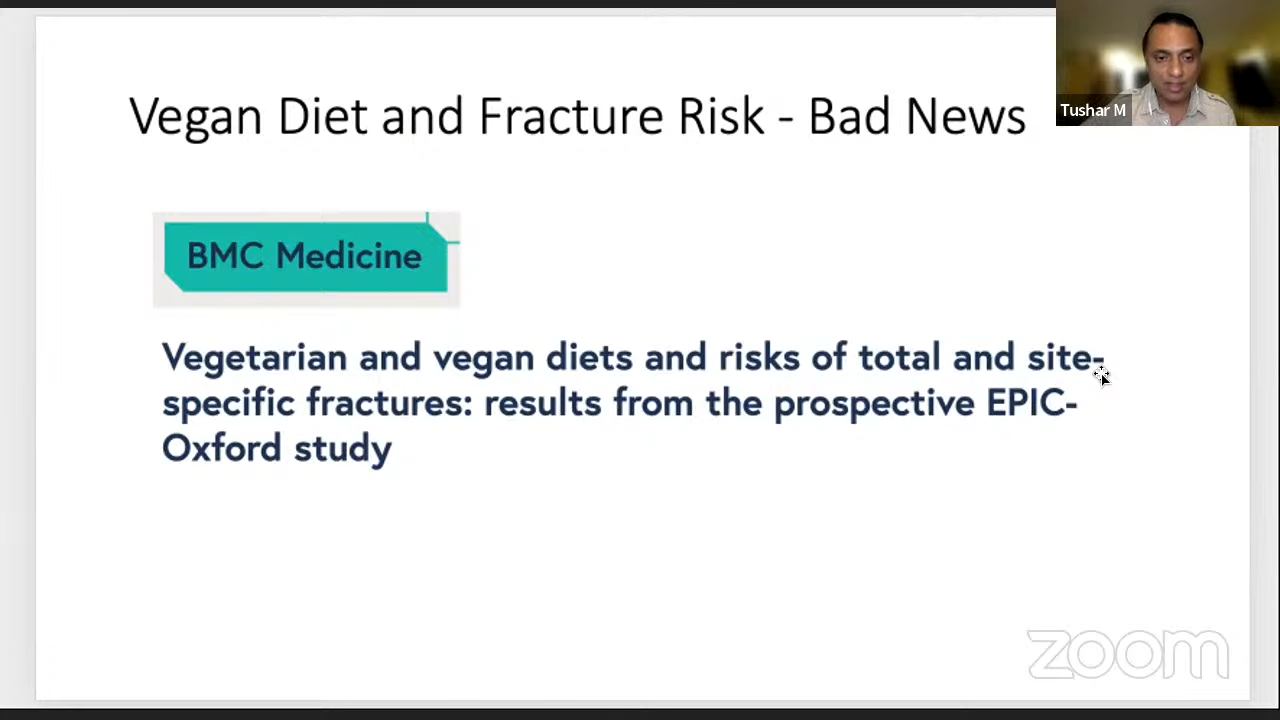 Vegan Diet and Fracture Risk - Bad News
Tushar M
BMC Medicine
Vegetarian and vegan diets and risks of total and site-
specific fractures: results from the prospective EPIC-
Oxford study
zoom